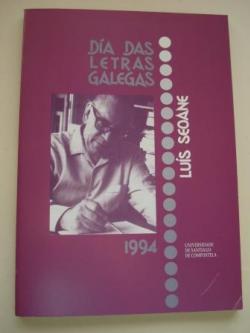 DÍA DAS
LETRAS
GALEGAS
LUÍS SEOANE
1994
UNIVERSIDADE
DE SANTIAGO
DE COMPOSTELA